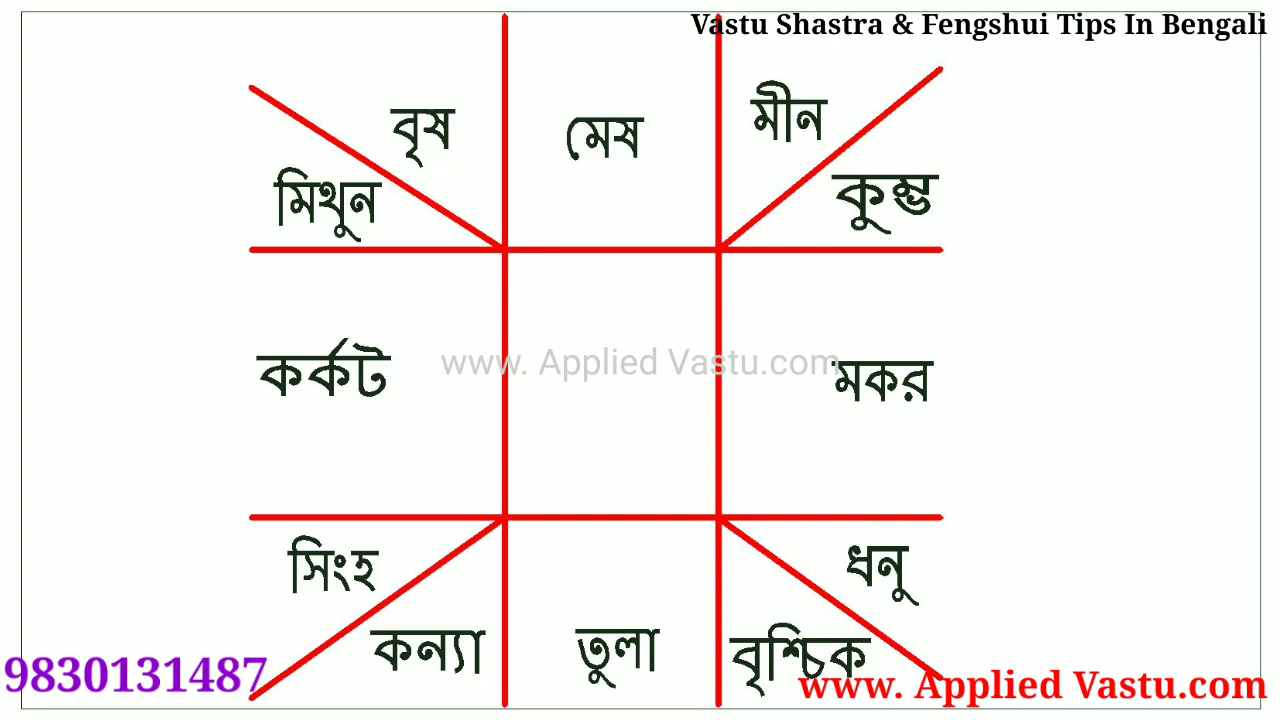 Vastu Shastra & Fengshui Tips In Bengali
বৃষ
মেষ
মীন
মিথুন
কুম্ভ
কর্কট
www. Applied Vastu.com
মকর
সিংহ
ধনু
কন্যা
তুলা
বৃশ্চিক
9830131487
www. Applied Vastu.com